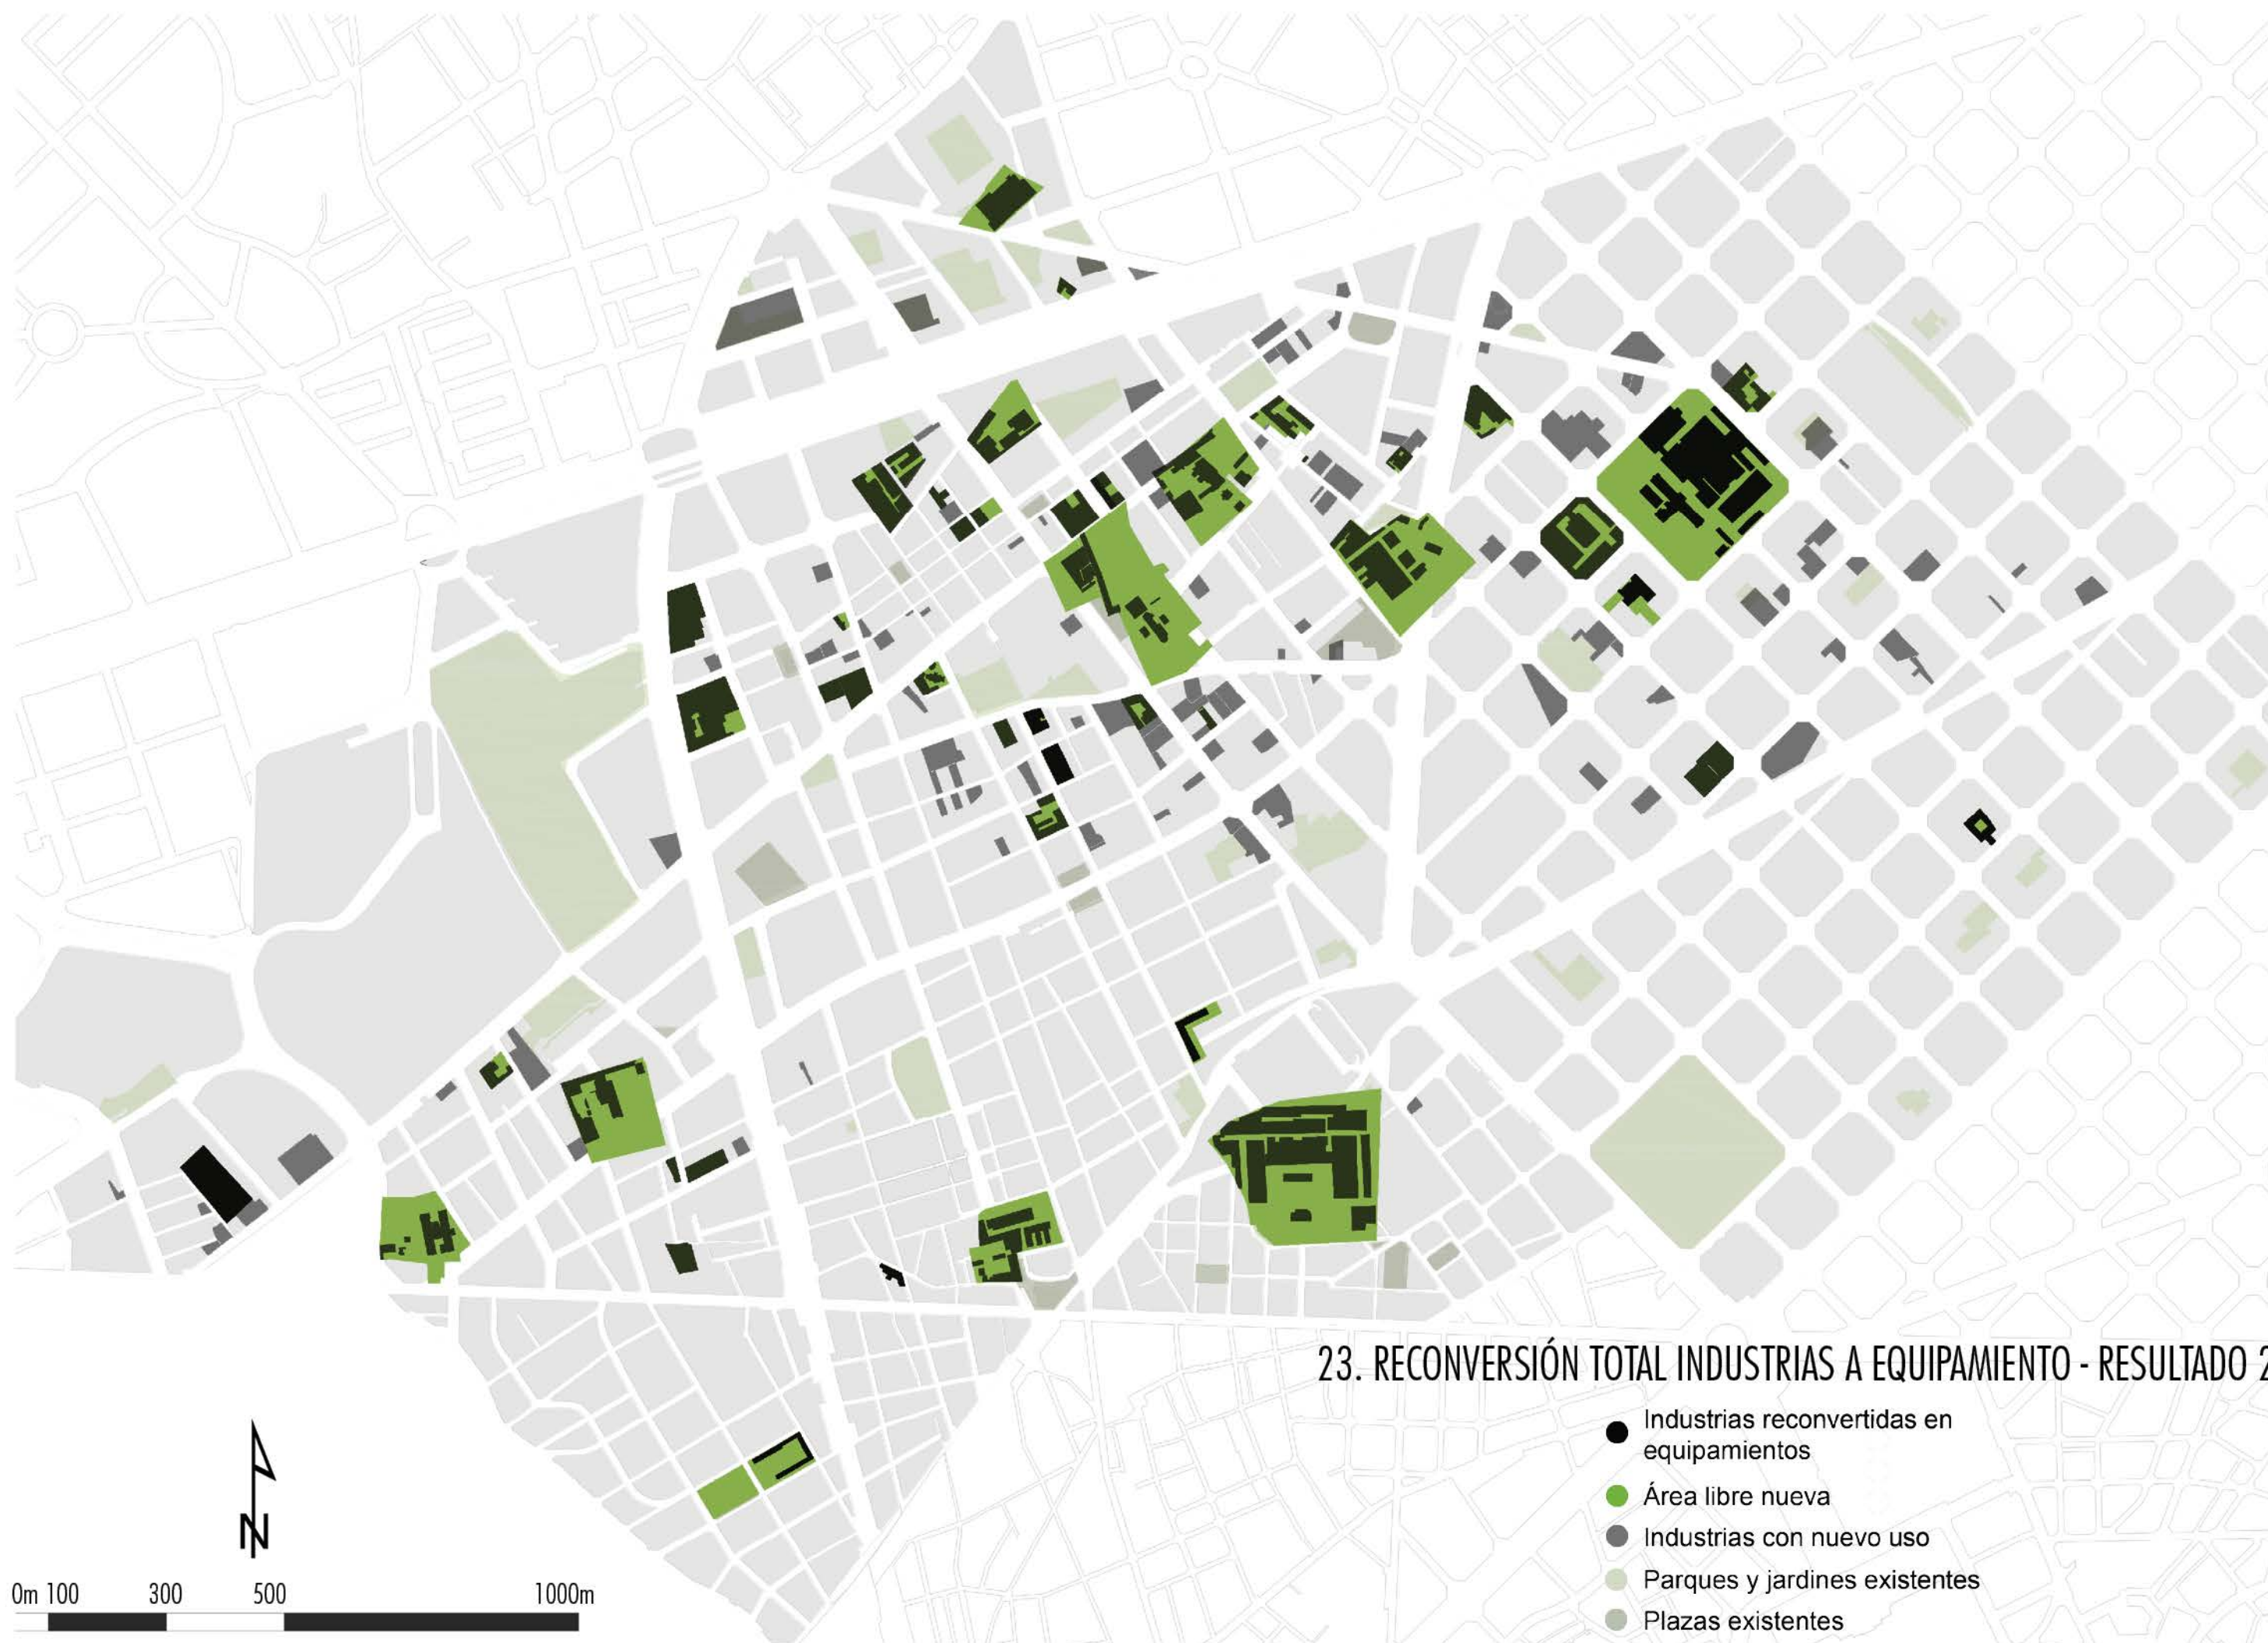 23. RECONVERSIÓN TOTAL INDUSTRIAS A EQUIPAMIENTO - RESULTADO 2
Industrias reconvertidas en
equipamientos
Área libre nueva
Industrias con nuevo uso
Parques y jardines existentes
Plazas existentes
N
0m 100 300 500 1000m